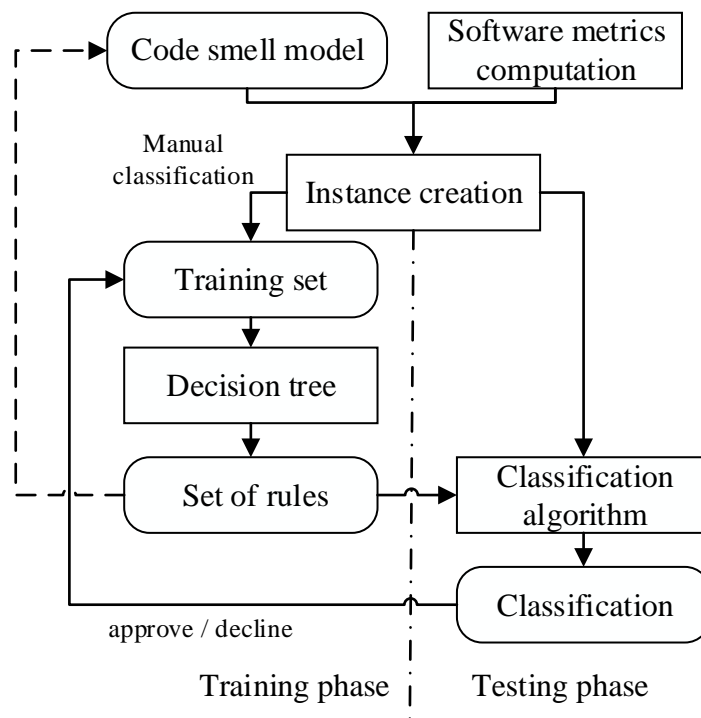 Code smell model
Software metrics
computation
Manual
classification
Instance creation
Training set
Decision tree
Set of rules
Classification
algorithm
Classification
approve / decline
Training phase
Testing phase